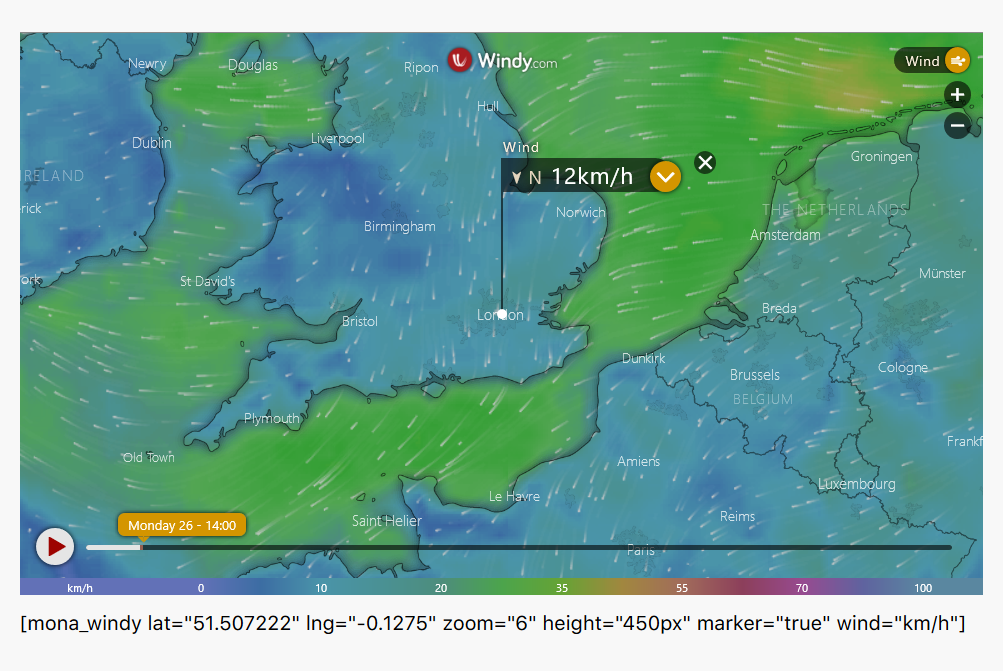 Newry
Douglas
Ripon
Windy.com
Wind
Hull
Dublin
Liverpool
Wind
Groningen
IRELAND
N 12km/h
rick
Birmingham
Norwich
THE NETHERLANDS
Amsterdam
ork
St David's
Münster
Bristol
London
Breda
Dunkirk
Brussels
Cologne
BELGIUM
Plymouth
Frankf
Old Town
Amiens
Luxembourg
Le Havre
Saint Helier
Reims
Monday 26 - 14:00
Paris
km/h 0 10 20 35 55 70 100
[mona_windy lat="51.507222" lng="-0.1275" zoom="6" height="450px" marker="true" wind="km/h"]